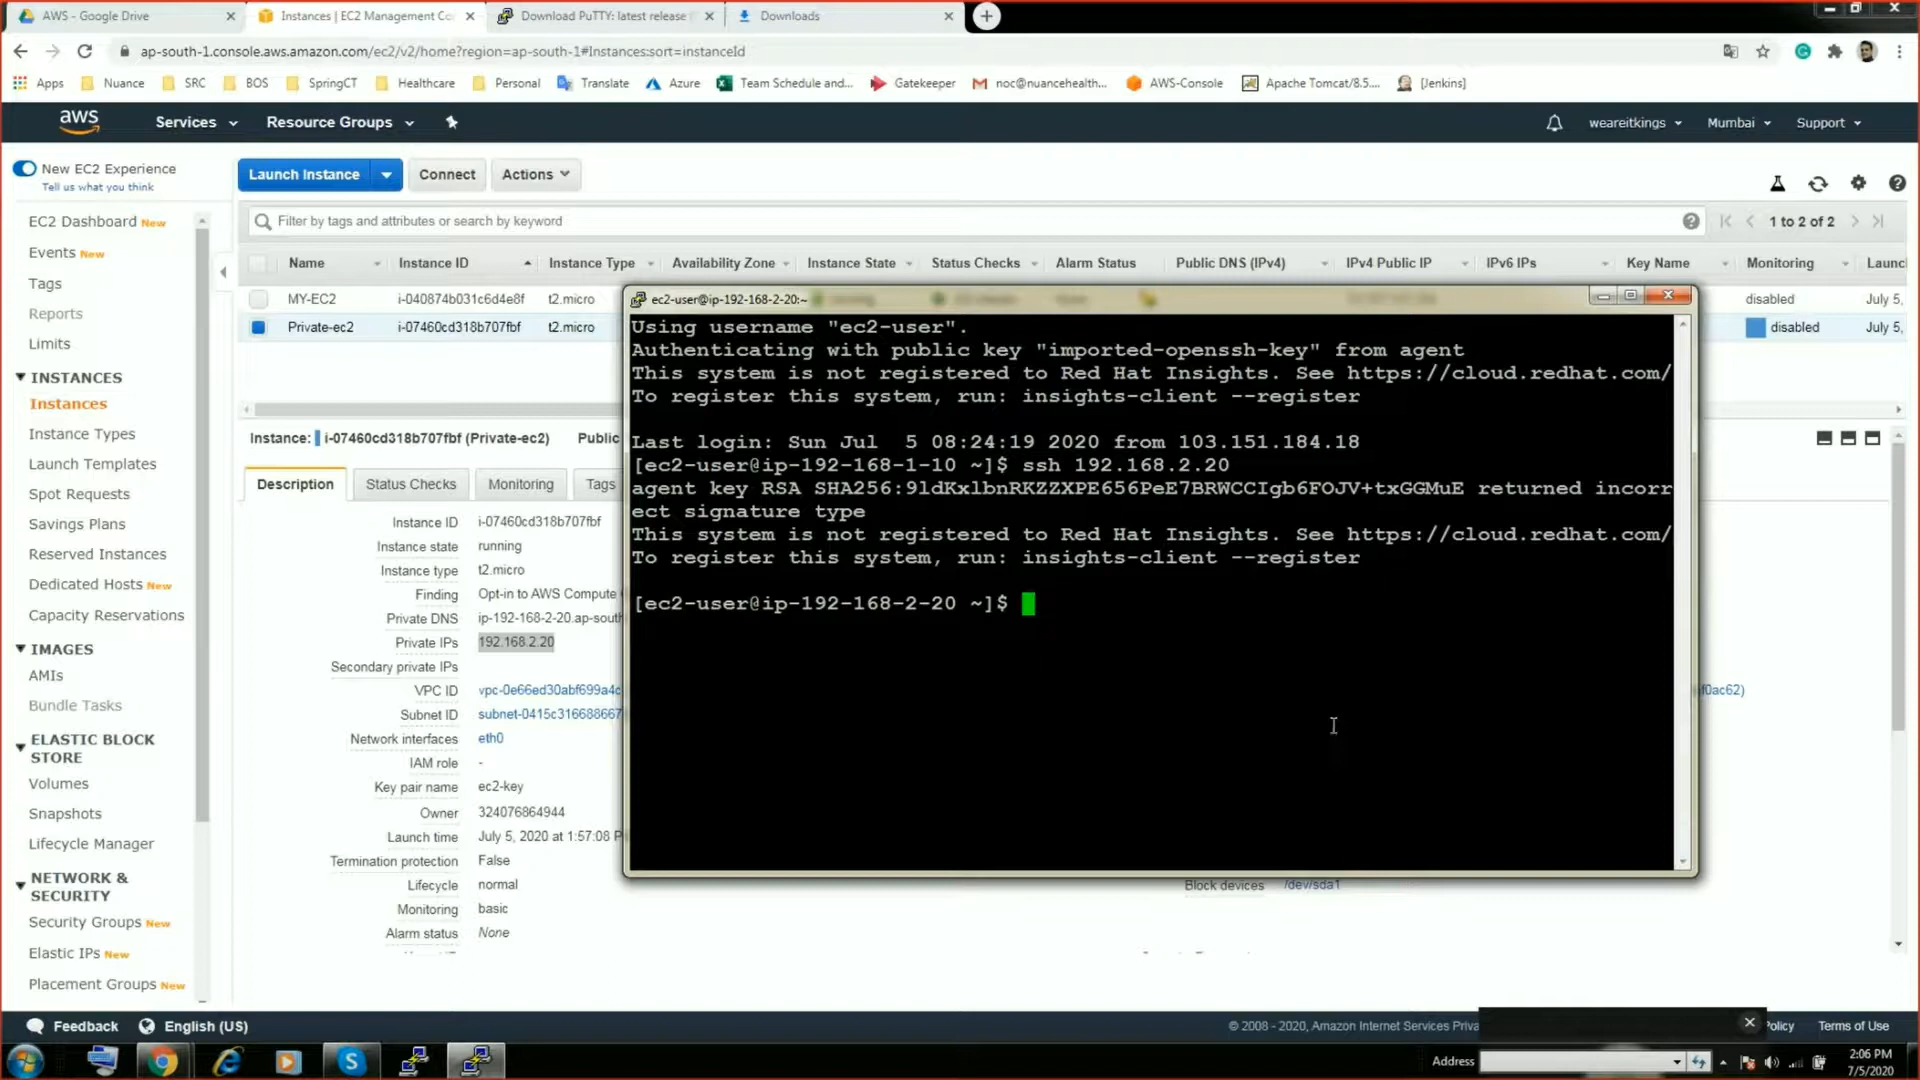 AWS - Google Drive
Instances | EC2 Management Co
Download PuTTY: latest release
Downloads
ap-south-1.console.aws.amazon.com/ec2/v2/home?region=ap-south-1#Instances:sort=instanceId
Apps
Nuance
SRC
BOS
SpringCT
Healthcare
Personal
Translate
Azure
Team Schedule and...
Gatekeeper
noc@nuancehealth...
AWS-Console
Apache Tomcat/8.5....
[Jenkins]
aws
Services
Resource Groups
weareitkings
Mumbai
Support
New EC2 Experience
Tell us what you think
Launch Instance
Connect
Actions
EC2 Dashboard New
Events New
Tags
Reports
Limits
INSTANCES
Instances
Instance Types
Launch Templates
Spot Requests
Savings Plans
Reserved Instances
Dedicated Hosts New
Capacity Reservations
IMAGES
AMIs
Bundle Tasks
ELASTIC BLOCK
STORE
Volumes
Snapshots
Lifecycle Manager
NETWORK &
SECURITY
Security Groups New
Elastic IPs New
Placement Groups New
Filter by tags and attributes or search by keyword
1 to 2 of 2
Name
Instance ID
Instance Type
Availability Zone
Instance State
Status Checks
Alarm Status
Public DNS (IPv4)
IPv4 Public IP
IPv6 IPs
Key Name
Monitoring
Launc
MY-EC2
i-040874b031c6d4e8f
t2.micro
disabled
July 5,
Private-ec2
i-07460cd318b707fbf
t2.micro
disabled
July 5,
Instance: i-07460cd318b707fbf (Private-ec2) Public
Description
Status Checks
Monitoring
Tags
Instance ID i-07460cd318b707fbf
Instance state running
Instance type t2.micro
Finding Opt-in to AWS Compute
Private DNS ip-192-168-2-20.ap-sout
Private IPs 192.168.2.20
Secondary private IPs
VPC ID vpc-0e66ed30abf699a4c
Subnet ID subnet-0415c316688667
Network interfaces eth0
IAM role -
Key pair name ec2-key
Owner 324076864944
Launch time July 5, 2020 at 1:57:08 P
Termination protection False
Lifecycle normal
Monitoring basic
Alarm status None
f0ac62)
Block devices /dev/sda1
ec2-user@ip-192-168-2-20:~
Using username "ec2-user".
Authenticating with public key "imported-openssh-key" from agent
This system is not registered to Red Hat Insights. See https://cloud.redhat.com/
To register this system, run: insights-client --register
Last login: Sun Jul  5 08:24:19 2020 from 103.151.184.18
[ec2-user@ip-192-168-1-10 ~]$ ssh 192.168.2.20
agent key RSA SHA256:9ldKxlbnRKZZXPE656PeE7BRWCCIgb6FOJV+txGGMuE returned incorr
ect signature type
This system is not registered to Red Hat Insights. See https://cloud.redhat.com/
To register this system, run: insights-client --register
[ec2-user@ip-192-168-2-20 ~]$
Feedback
English (US)
© 2008 - 2020, Amazon Internet Services Priva
Policy
Terms of Use
Address
2:06 PM
7/5/2020